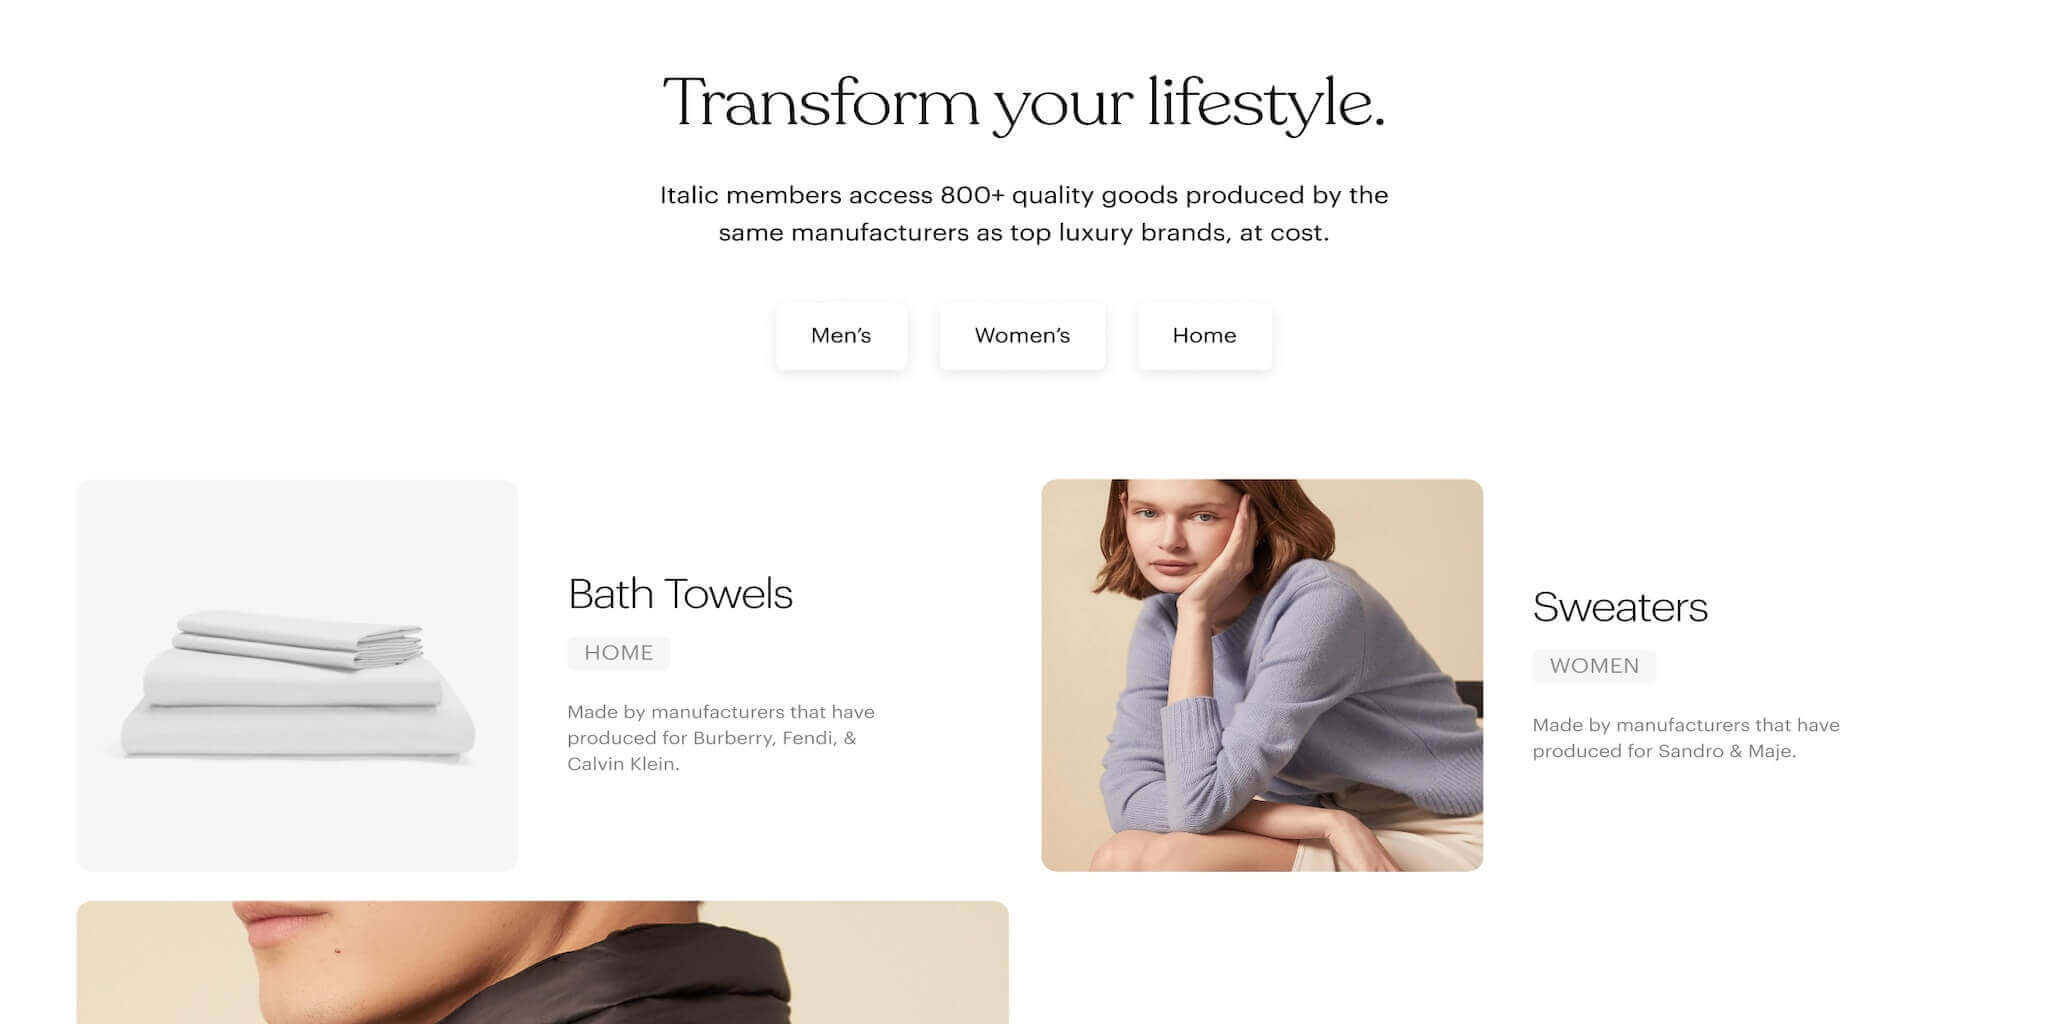 Transform your lifestyle.
Italic members access 800+ quality goods produced by the
same manufacturers as top luxury brands, at cost.
Men’s
Women’s
Home
Bath Towels
HOME
Made by manufacturers that have
produced for Burberry, Fendi, &
Calvin Klein.
Sweaters
WOMEN
Made by manufacturers that have
produced for Sandro & Maje.